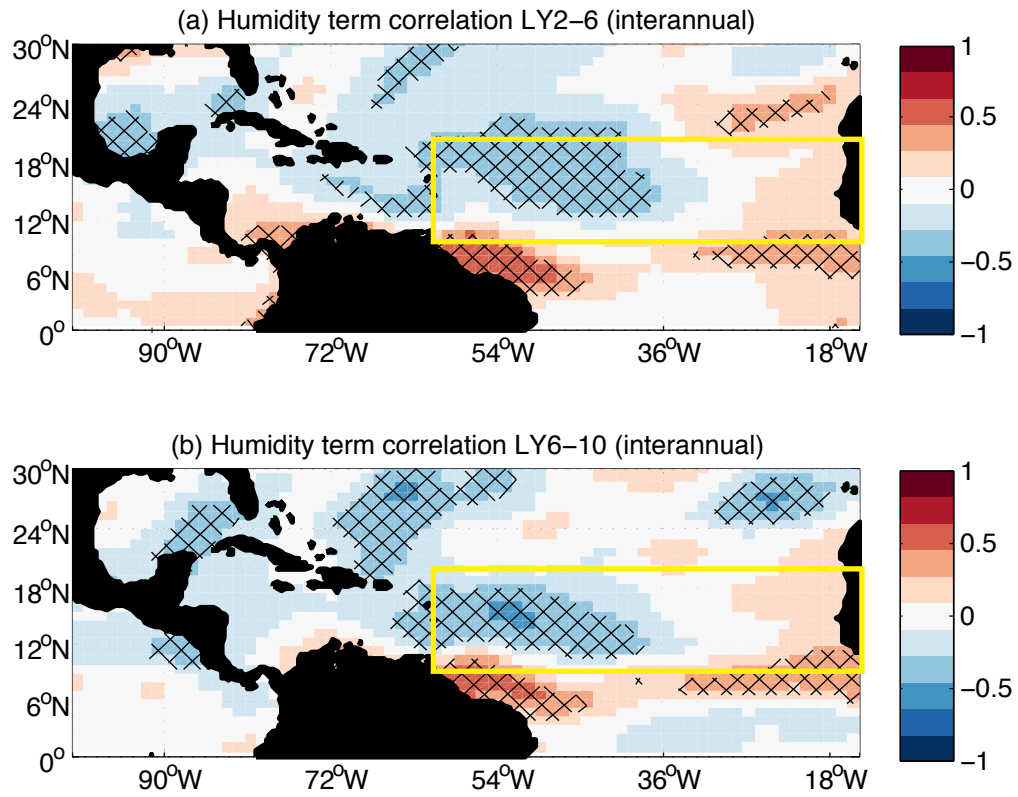 (a) Humidity term correlation LY2−6 (interannual)
30°N
24°N
18°N
12°N
6°N
0°
90°W 72°W 54°W 36°W 18°W
1
0.5
0
−0.5
−1
(b) Humidity term correlation LY6−10 (interannual)
30°N
24°N
18°N
12°N
6°N
0°
90°W 72°W 54°W 36°W 18°W
1
0.5
0
−0.5
−1